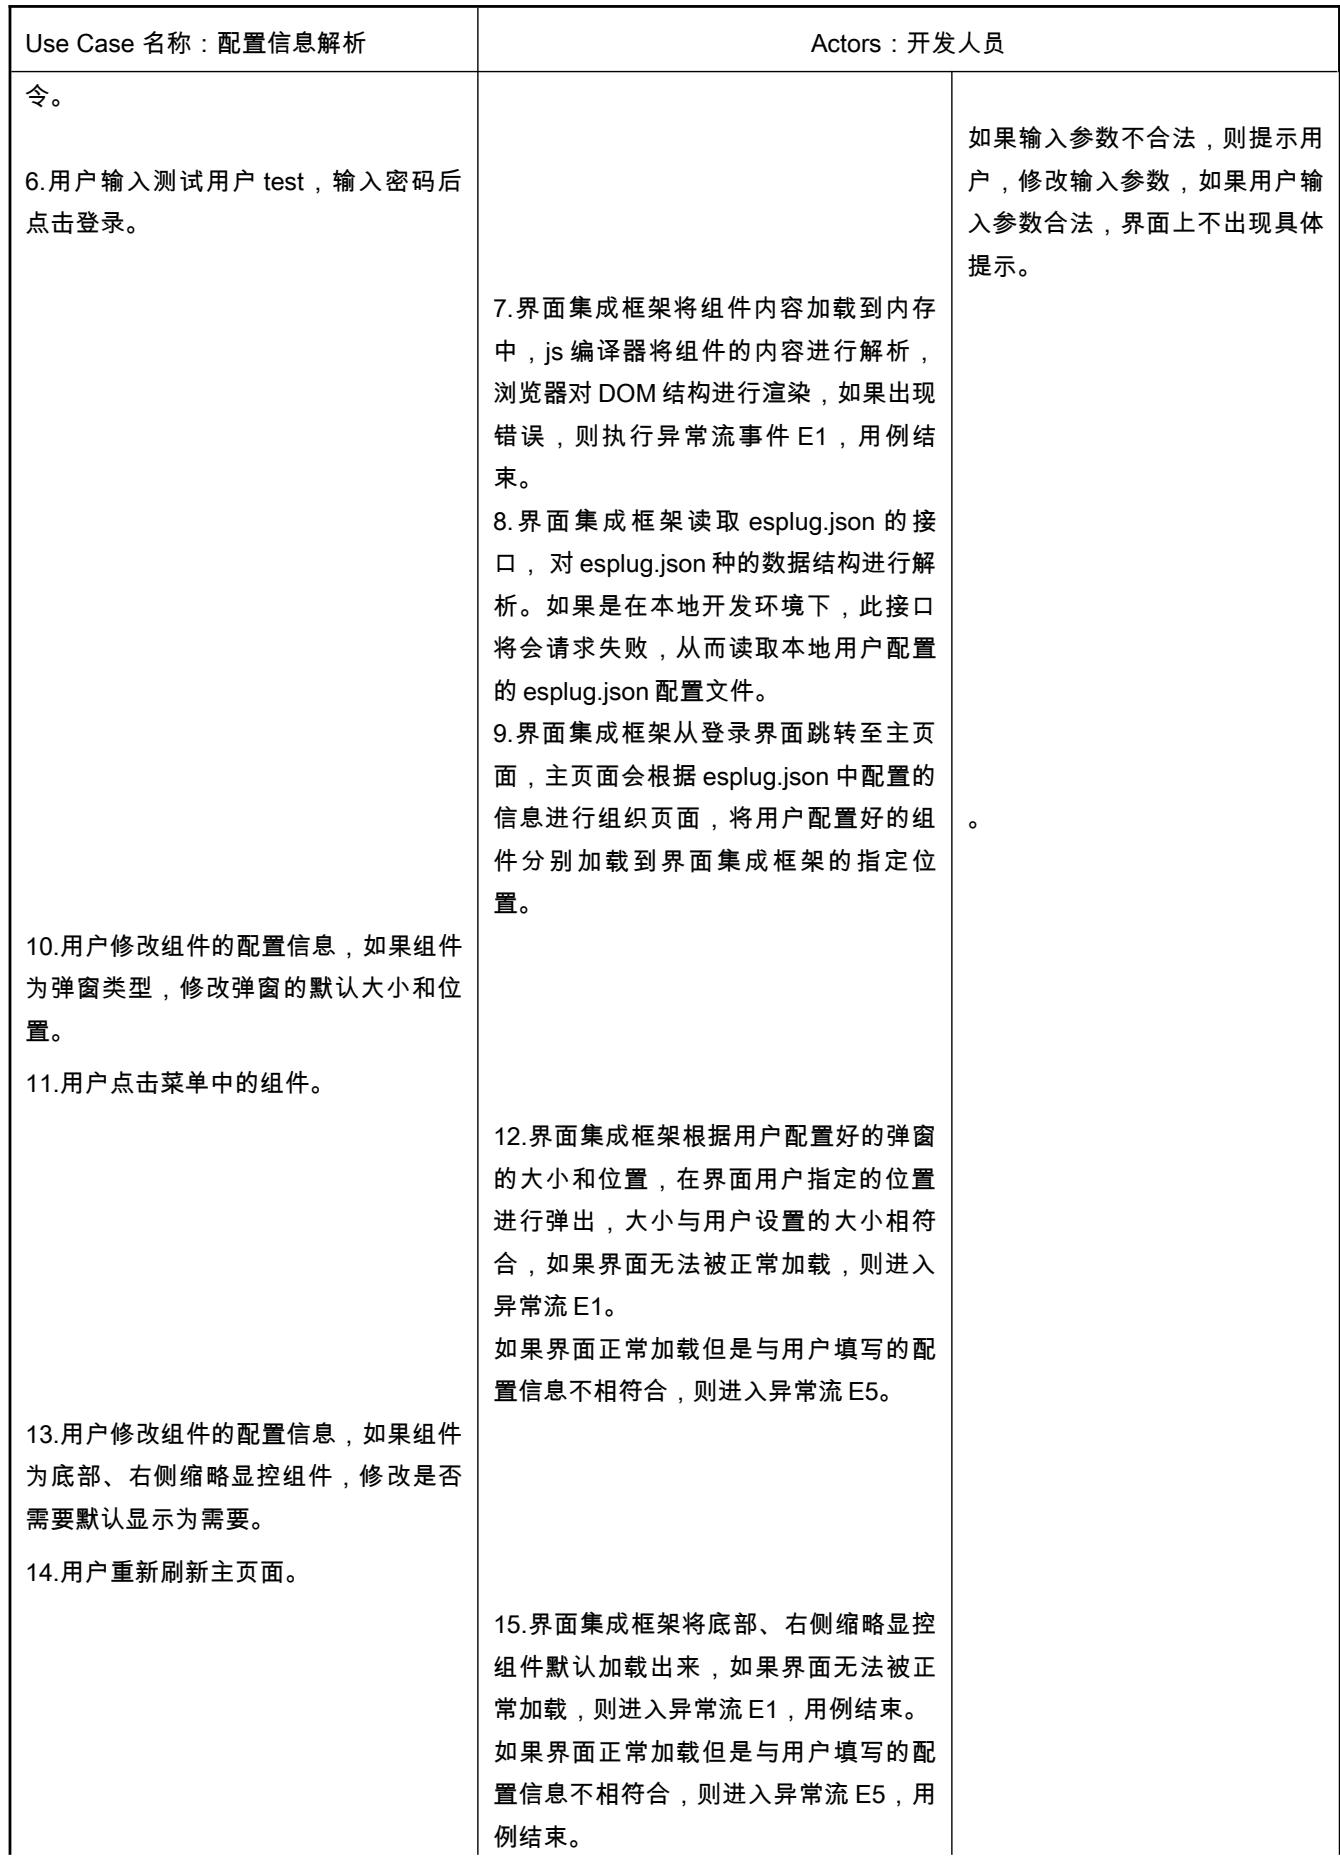 Use Case 名称：配置信息解析
Actors：开发人员
令。
如果输入参数不合法，则提示用
户，修改输入参数，如果用户输
入参数合法，界面上不出现具体
提示。
6.用户输入测试用户 test，输入密码后
点击登录。
7.界面集成框架将组件内容加载到内存
中，js 编译器将组件的内容进行解析，
浏览器对 DOM 结构进行渲染，如果出现
错误，则执行异常流事件 E1，用例结
束。
8.界面集成框架读取 esplug.json 的接
口， 对 esplug.json 种的数据结构进行解
析。如果是在本地开发环境下，此接口
将会请求失败，从而读取本地用户配置
的 esplug.json 配置文件。
9.界面集成框架从登录界面跳转至主页
面，主页面会根据 esplug.json 中配置的
信息进行组织页面，将用户配置好的组
件分别加载到界面集成框架的指定位
置。
。
10.用户修改组件的配置信息，如果组件
为弹窗类型，修改弹窗的默认大小和位
置。
11.用户点击菜单中的组件。
12.界面集成框架根据用户配置好的弹窗
的大小和位置，在界面用户指定的位置
进行弹出，大小与用户设置的大小相符
合，如果界面无法被正常加载，则进入
异常流 E1。
如果界面正常加载但是与用户填写的配
置信息不相符合，则进入异常流 E5。
13.用户修改组件的配置信息，如果组件
为底部、右侧缩略显控组件，修改是否
需要默认显示为需要。
14.用户重新刷新主页面。
15.界面集成框架将底部、右侧缩略显控
组件默认加载出来，如果界面无法被正
常加载，则进入异常流 E1，用例结束。
如果界面正常加载但是与用户填写的配
置信息不相符合，则进入异常流 E5，用
例结束。